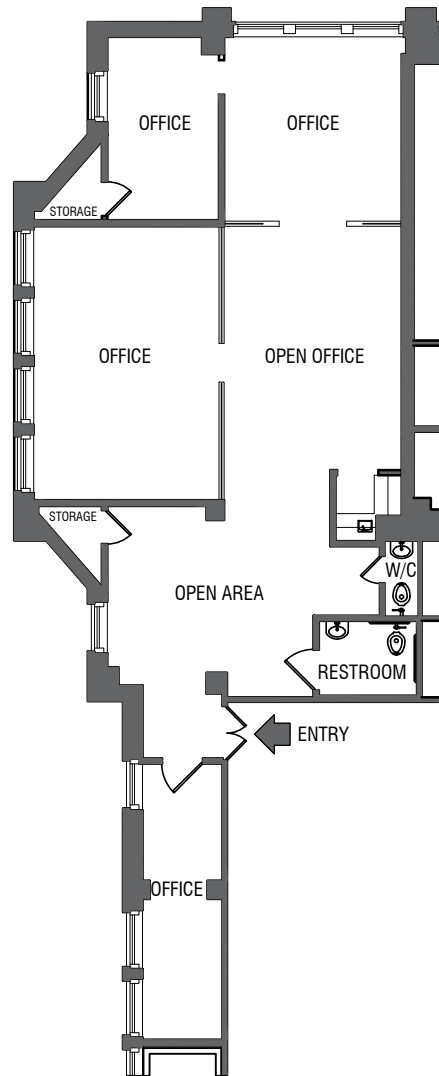 OFFICE
OFFICE
STORAGE
OFFICE
OPEN OFFICE
STORAGE
W/C
OPEN AREA
RESTROOM
ENTRY
OFFICE